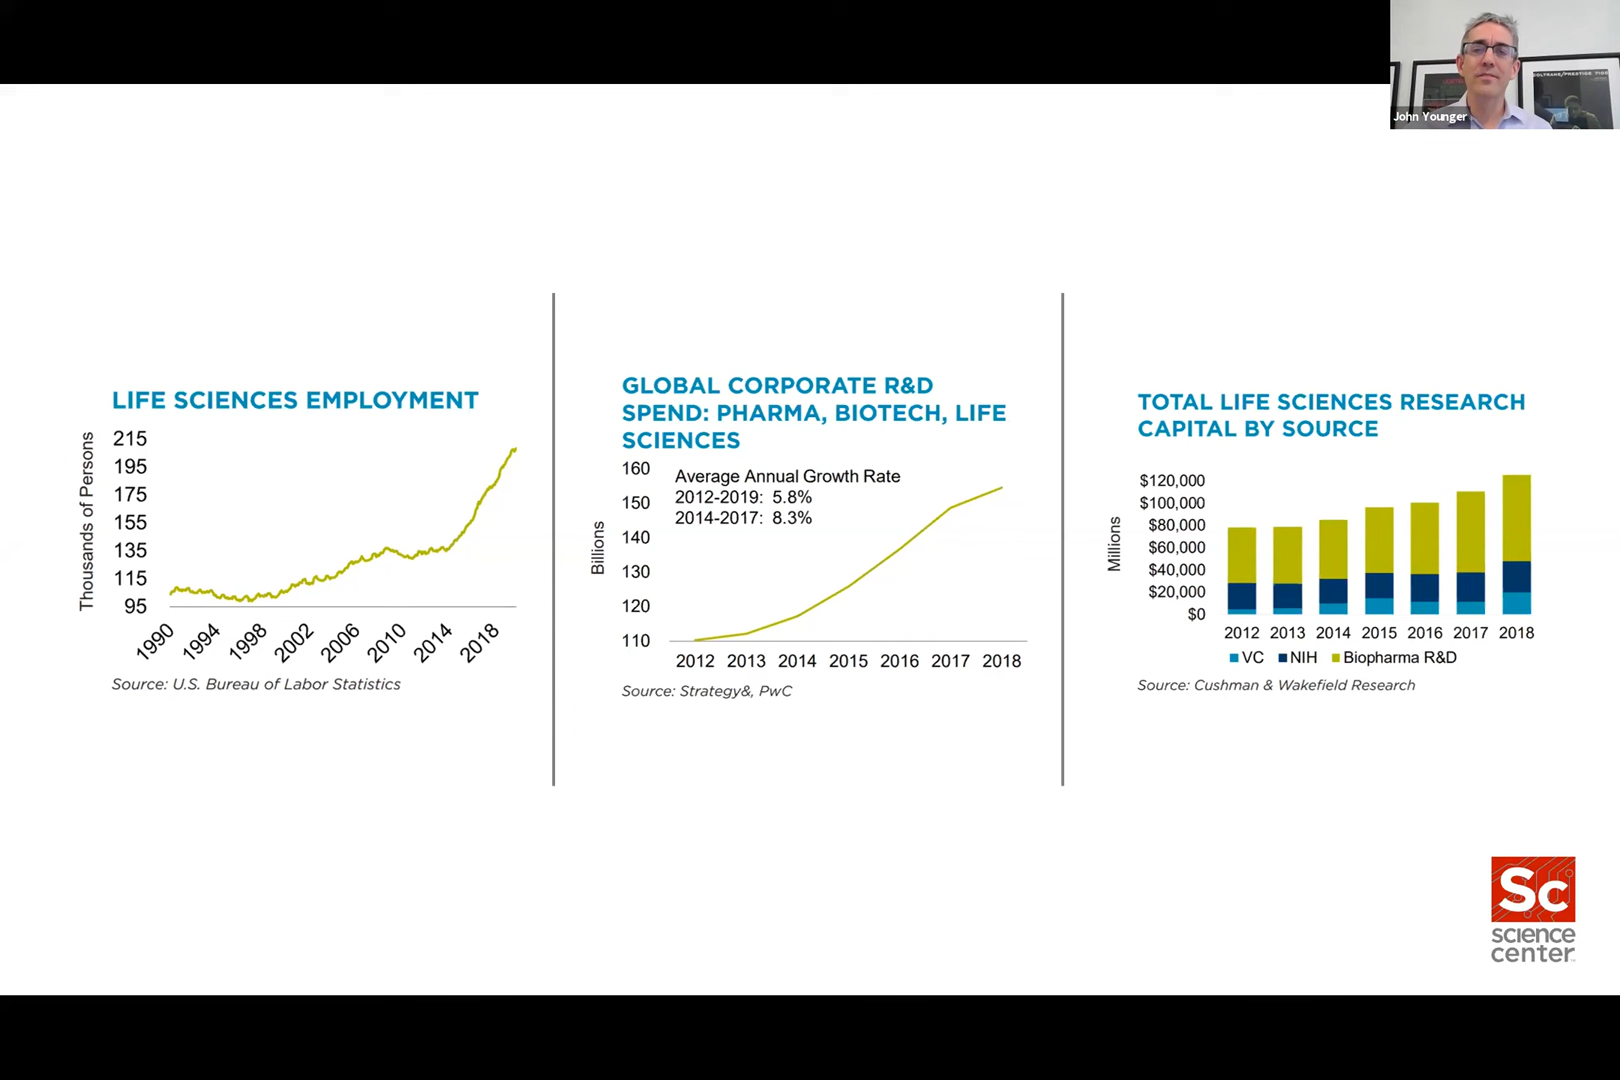 John Younger
COLTRANE/PRESTIGE 7105
LIFE SCIENCES EMPLOYMENT
Thousands of Persons
215
195
175
155
135
115
95
1990
1994
1998
2002
2006
2010
2014
2018
Source: U.S. Bureau of Labor Statistics
GLOBAL CORPORATE R&D
SPEND: PHARMA, BIOTECH, LIFE
SCIENCES
Billions
160
150
140
130
120
110
Average Annual Growth Rate
2012-2019: 5.8%
2014-2017: 8.3%
2012 2013 2014 2015 2016 2017 2018
Source: Strategy&, PwC
TOTAL LIFE SCIENCES RESEARCH
CAPITAL BY SOURCE
Millions
$120,000
$100,000
$80,000
$60,000
$40,000
$20,000
$0
2012 2013 2014 2015 2016 2017 2018
VC NIH Biopharma R&D
Source: Cushman & Wakefield Research
Sc
science
center